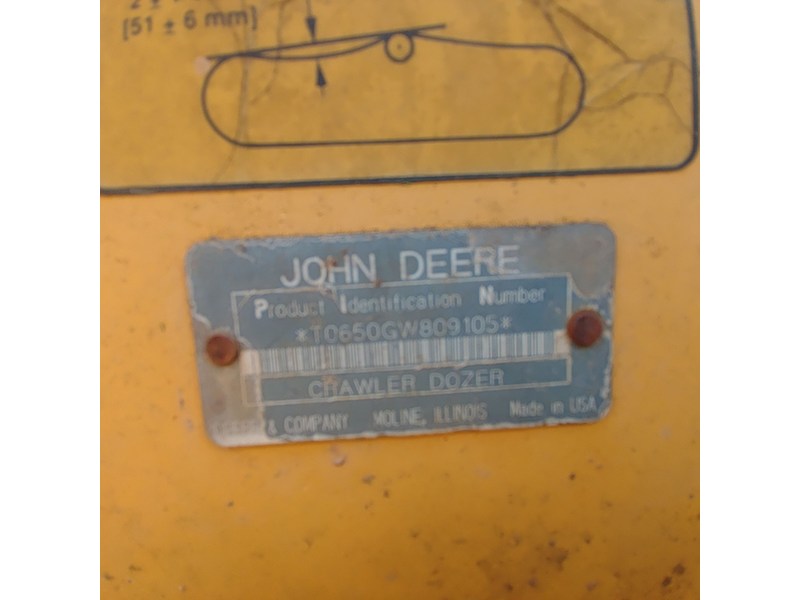 [51 ± 6 mm]
JOHN DEERE
Product Identification Number
*T0650GW809105*
CRAWLER DOZER
& COMPANY MOLINE, ILLINOIS Made in USA